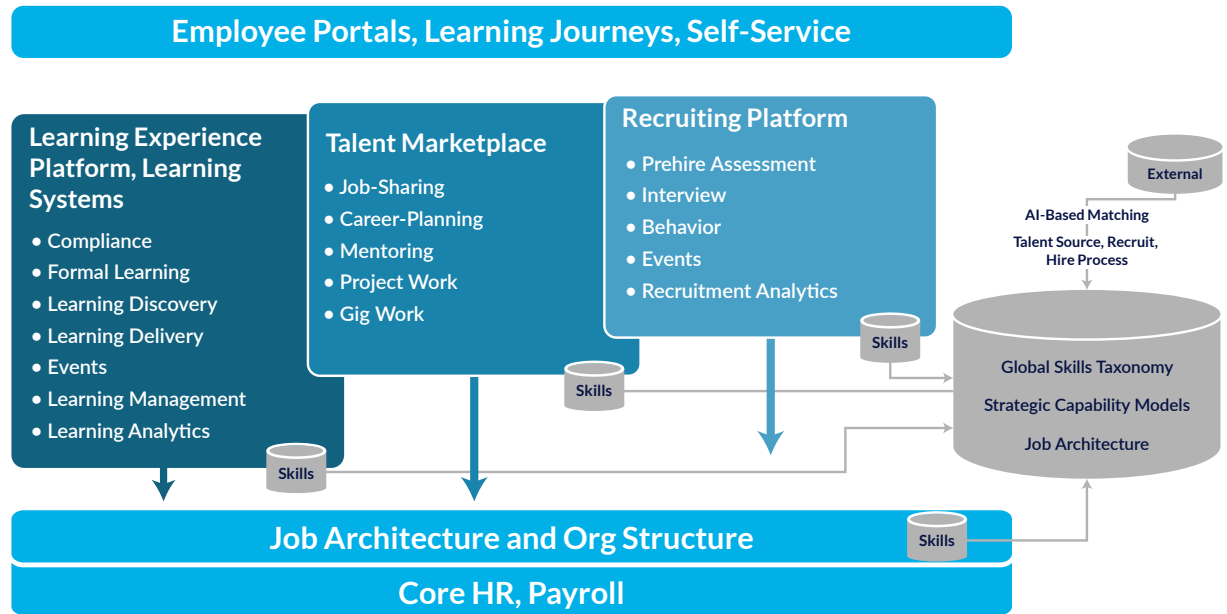 Employee Portals, Learning Journeys, Self-Service
Learning Experience
Platform, Learning
Systems
• Compliance
• Formal Learning
• Learning Discovery
• Learning Delivery
• Events
• Learning Management
• Learning Analytics
Skills
Talent Marketplace
• Job-Sharing
• Career-Planning
• Mentoring
• Project Work
• Gig Work
Skills
Recruiting Platform
• Prehire Assessment
• Interview
• Behavior
• Events
• Recruitment Analytics
Skills
External
AI-Based Matching
Talent Source, Recruit,
Hire Process
Global Skills Taxonomy
Strategic Capability Models
Job Architecture
Job Architecture and Org Structure
Skills
Core HR, Payroll